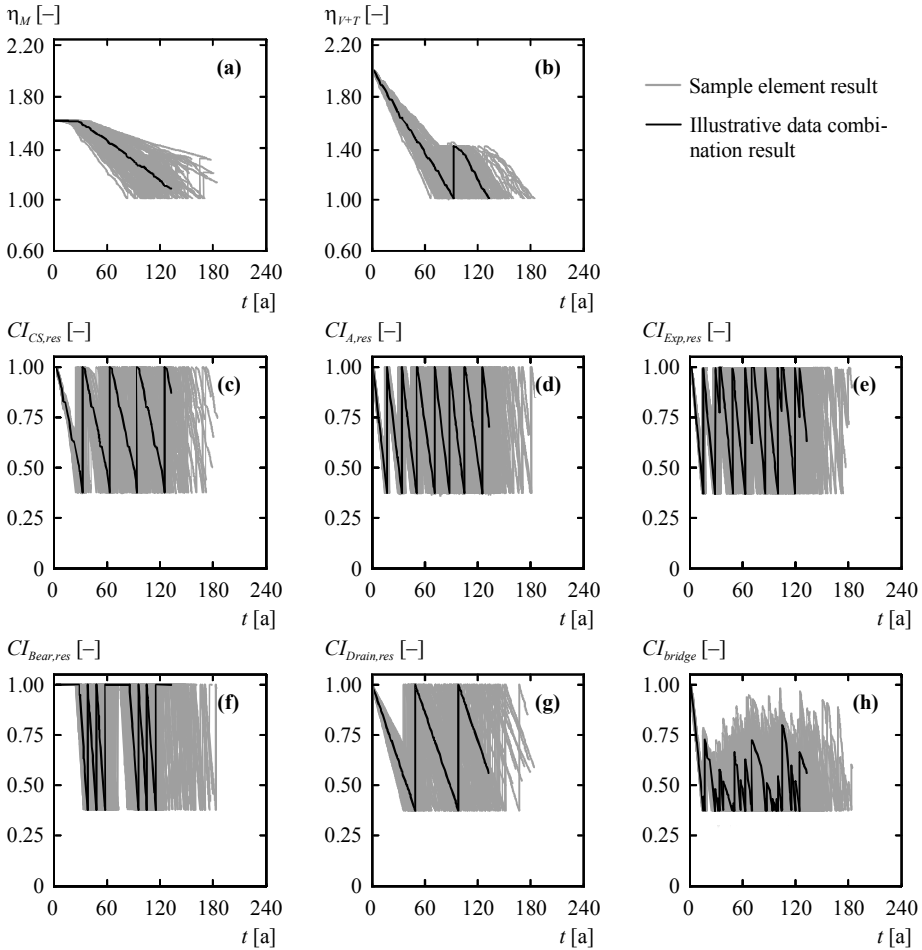 η_M [–]
2.20
1.80
1.40
1.00
0.60
0 60 120 180 240
t [a]
(a)
η_V+T [–]
2.20
1.80
1.40
1.00
0.60
0 60 120 180 240
t [a]
(b)
Sample element result
Illustrative data combi-
nation result
CI_CS,res [–]
1.00
0.75
0.50
0.25
0
0 60 120 180 240
t [a]
(c)
CI_A,res [–]
1.00
0.75
0.50
0.25
0
0 60 120 180 240
t [a]
(d)
CI_Exp,res [–]
1.00
0.75
0.50
0.25
0
0 60 120 180 240
t [a]
(e)
CI_Bear,res [–]
1.00
0.75
0.50
0.25
0
0 60 120 180 240
t [a]
(f)
CI_Drain,res [–]
1.00
0.75
0.50
0.25
0
0 60 120 180 240
t [a]
(g)
CI_bridge [–]
1.00
0.75
0.50
0.25
0
0 60 120 180 240
t [a]
(h)